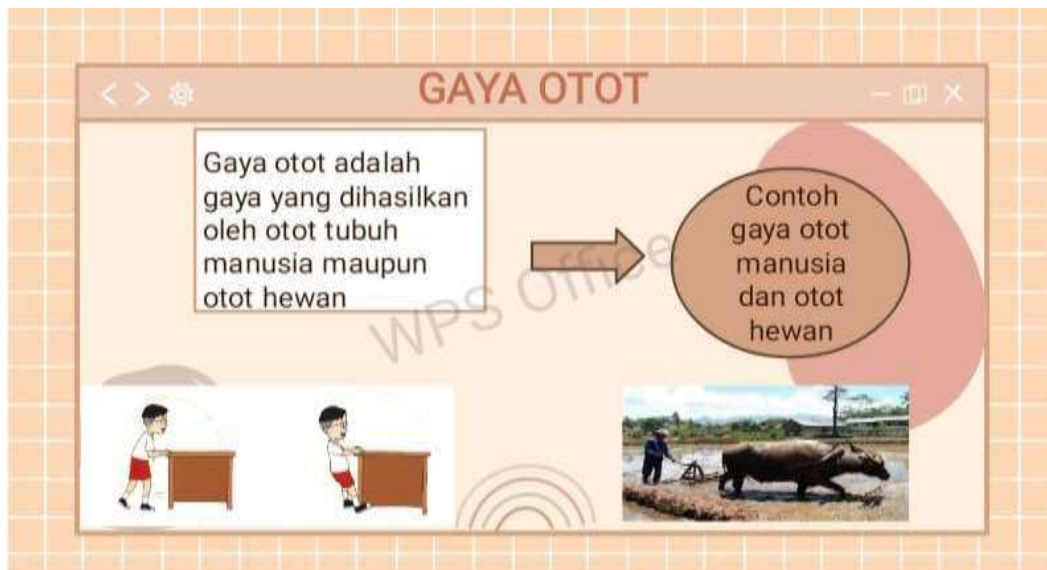 GAYA OTOT
Gaya otot adalah
gaya yang dihasilkan
oleh otot tubuh
manusia maupun
otot hewan
Contoh
gaya otot
manusia
dan otot
hewan
WPS Office